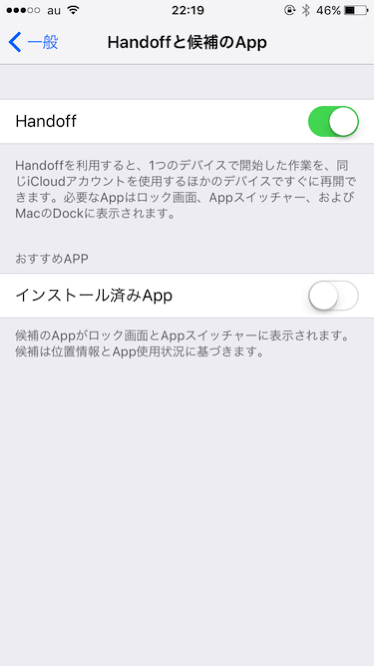 au 22:19 46%
一般 Handoffと候補のApp
Handoff
Handoffを利用すると、1つのデバイスで開始した作業を、同
じiCloudアカウントを使用するほかのデバイスですぐに再開で
きます。必要なAppはロック画面、Appスイッチャー、および
MacのDockに表示されます。
おすすめAPP
インストール済みApp
候補のAppがロック画面とAppスイッチャーに表示されます。
候補は位置情報とApp使用状況に基づきます。